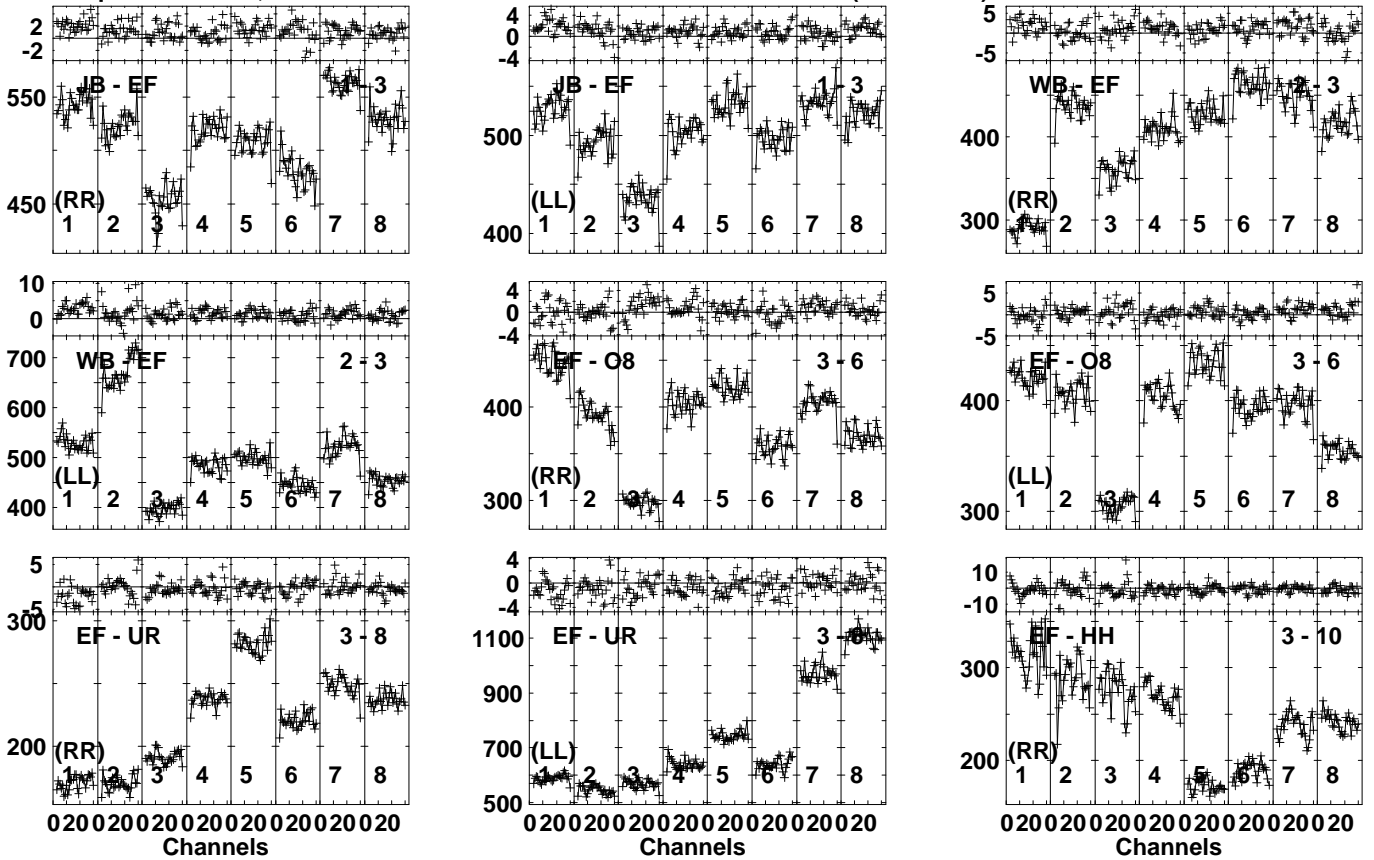 2 -2 4 0 -4 5 -5
JB - EF 1 - 3 JB - EF 1 - 3 WB - EF 2 - 3
550 500 400
(RR) (LL) (RR)
450 400 300
1 2 3 4 5 6 7 8 1 2 3 4 5 6 7 8 1 2 3 4 5 6 7 8
10 0 4 0 -4 5 -5
WB - EF 2 - 3 EF - O8 3 - 6 EF - O8 3 - 6
700 600 500 400 400 300 400 300
(LL) (RR) (LL)
1 2 3 4 5 6 7 8 1 2 3 4 5 6 7 8 1 2 3 4 5 6 7 8
5 -5 4 0 -4 10 -10
EF - UR 3 - 8 EF - UR 3 - 8 EF - HH 3 - 10
300 200 1100 900 700 500 300 200
(RR) (LL) (RR)
1 2 3 4 5 6 7 8 1 2 3 4 5 6 7 8 1 2 3 4 5 6 7 8
0 20 0 20 0 20 0 20 0 20 0 20 0 20 0 20 0 20 0 20 0 20 0 20 0 20 0 20 0 20 0 20 0 20 0 20 0 20 0 20 0 20 0 20 0 20 0 20
Channels Channels Channels